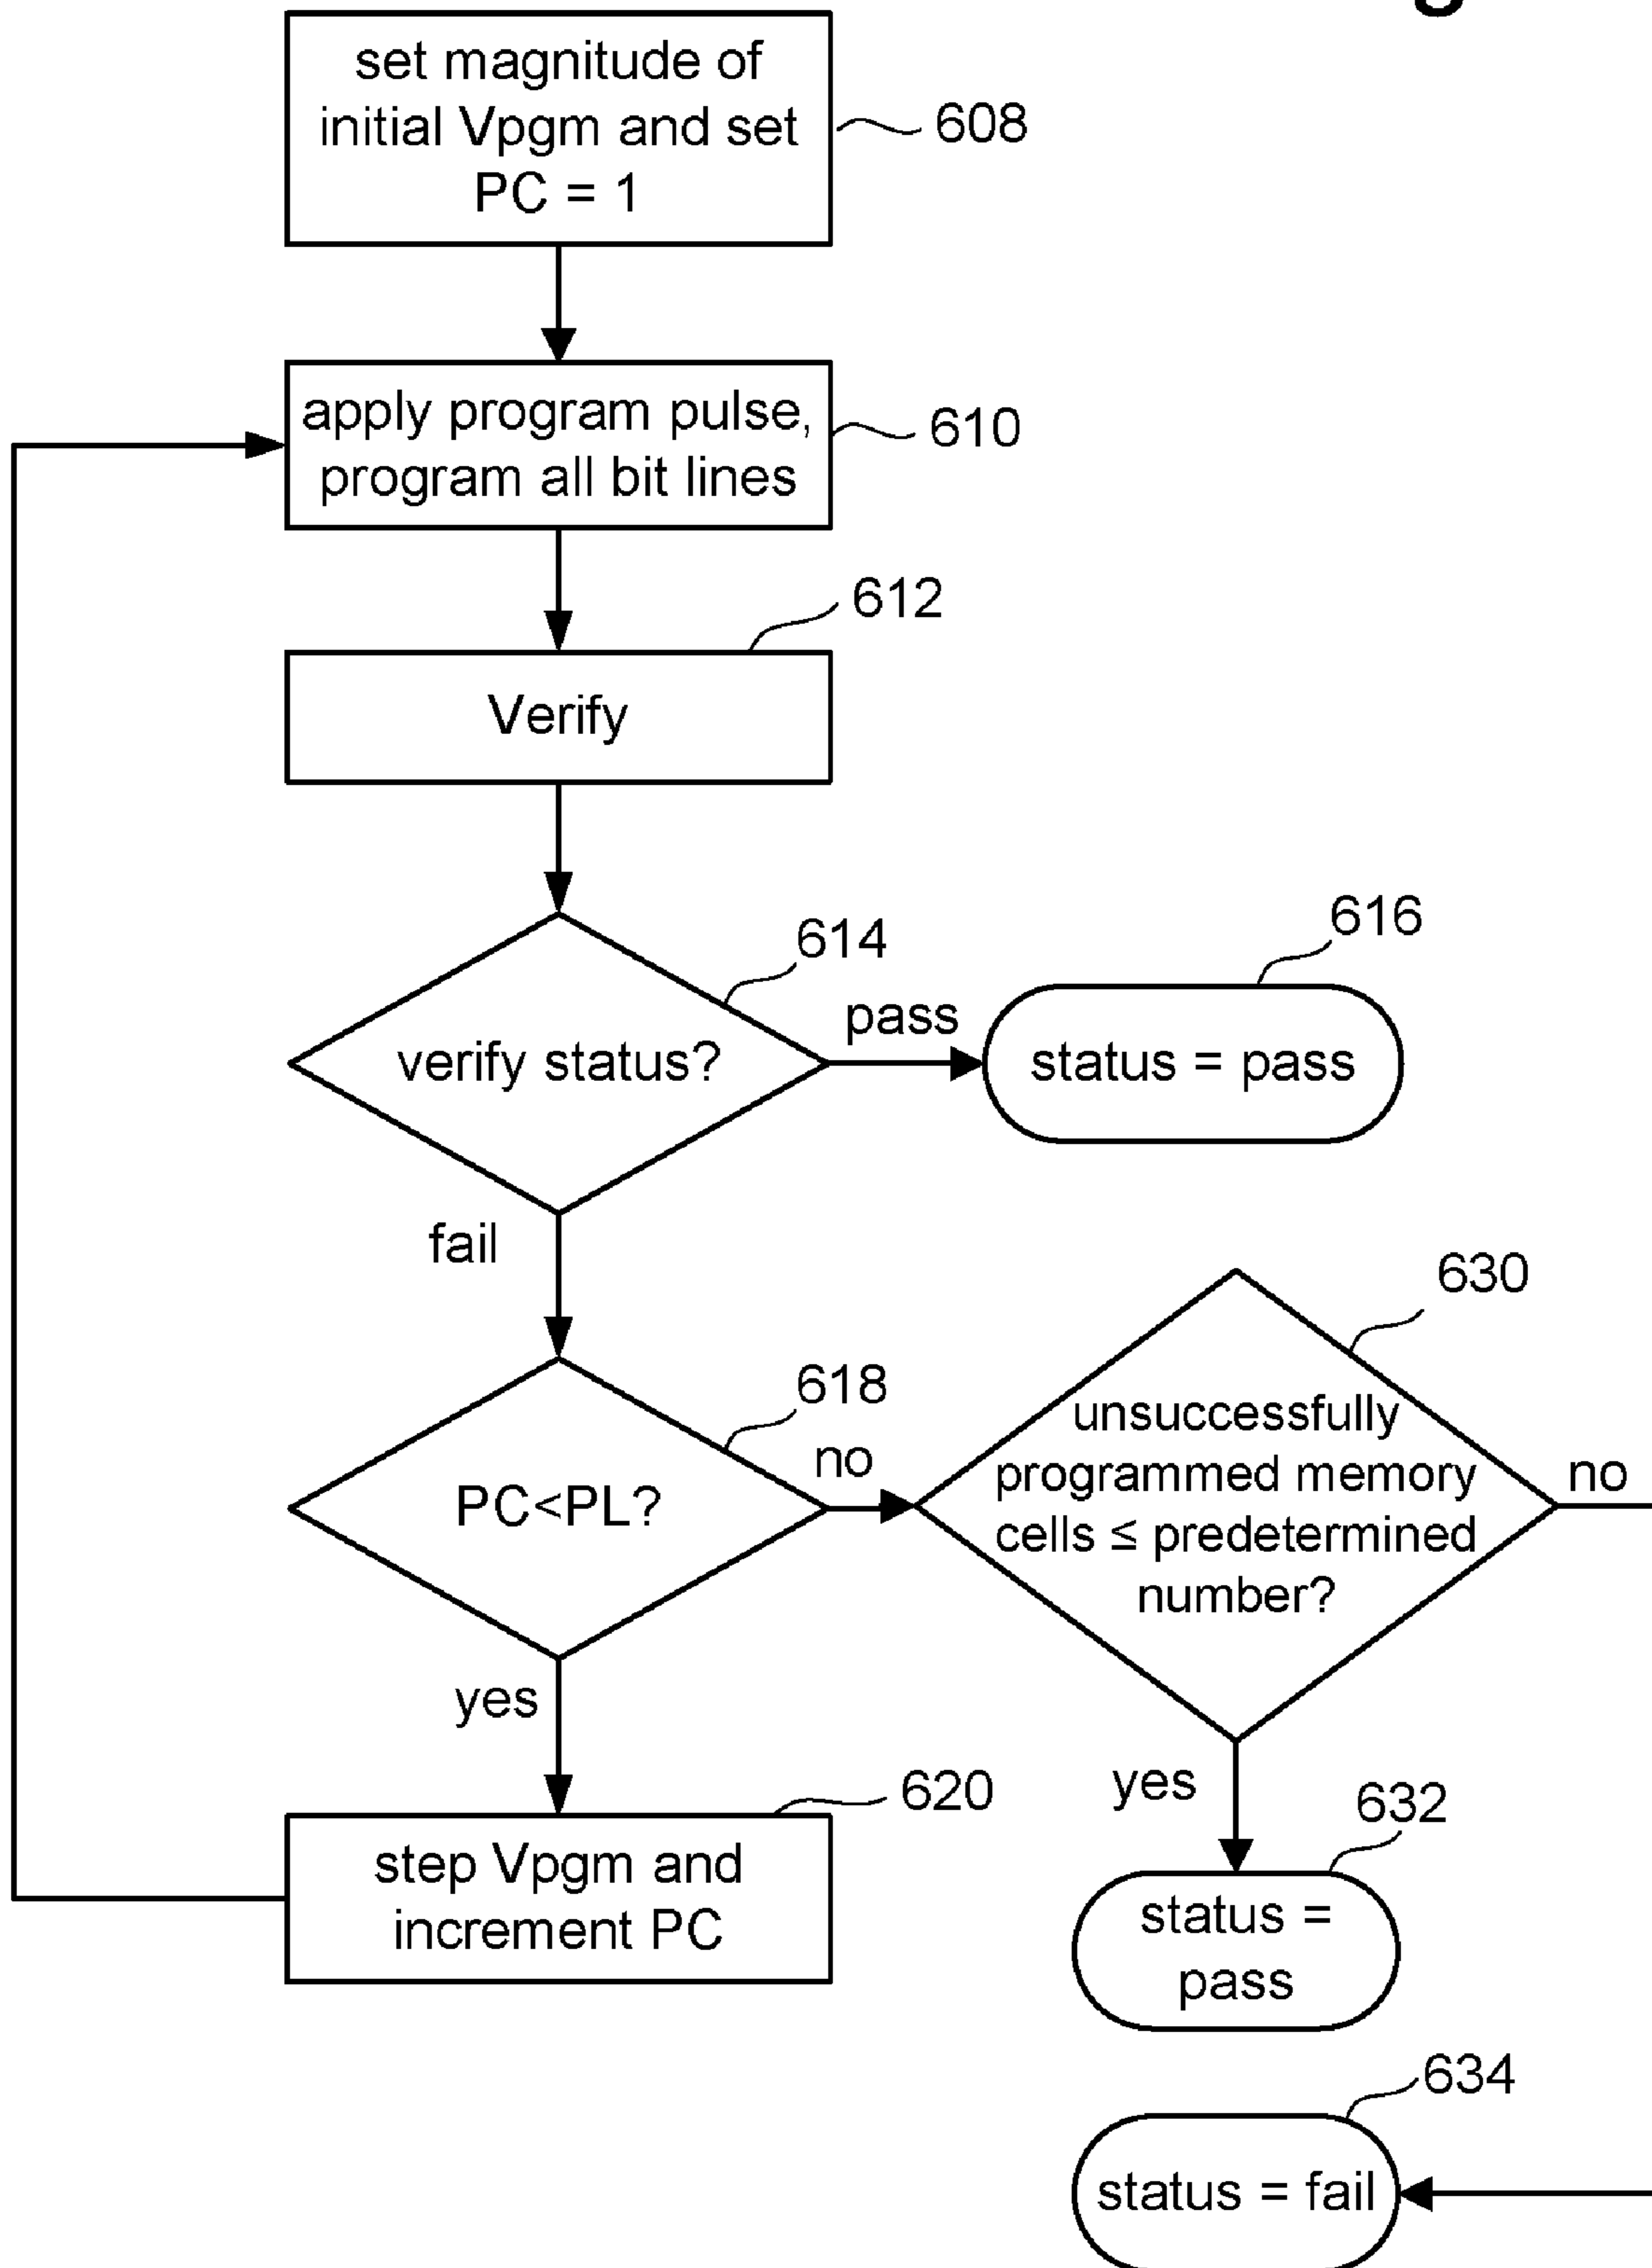 set magnitude of
initial Vpgm and set
PC = 1
608
apply program pulse,
program all bit lines
610
612
Verify
614
verify status?
pass
616
status = pass
fail
618
PC<PL?
no
630
unsuccessfully
programmed memory
cells ≤ predetermined
number?
no
yes
620
step Vpgm and
increment PC
yes
632
status =
pass
634
status = fail